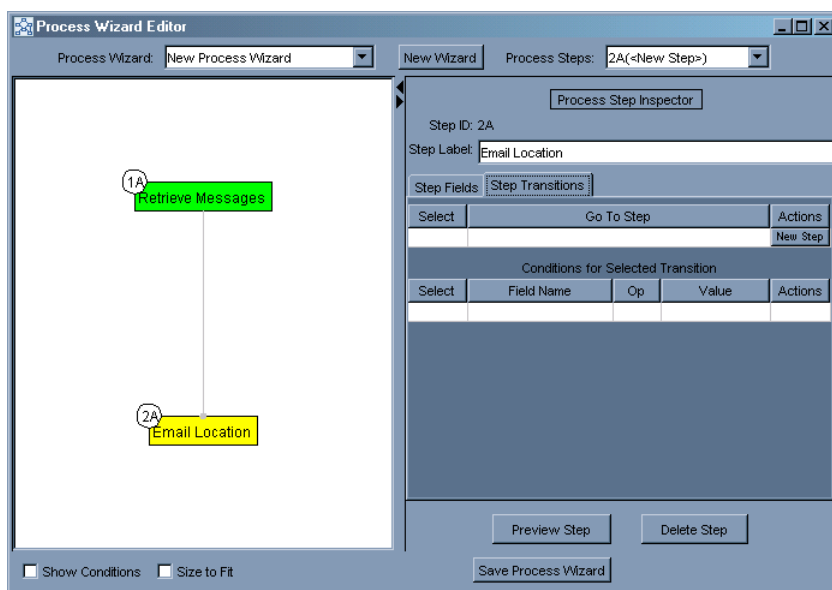 Process Wizard Editor
Process Wizard: New Process Wizard New Wizard Process Steps: 2A(<New Step>)
Process Step Inspector
Step ID: 2A
Step Label: Email Location
Step Fields Step Transitions
Select Go To Step Actions
New Step
Conditions for Selected Transition
Select Field Name Op Value Actions
1A
Retrieve Messages
2A
Email Location
Preview Step Delete Step
Show Conditions Size to Fit Save Process Wizard